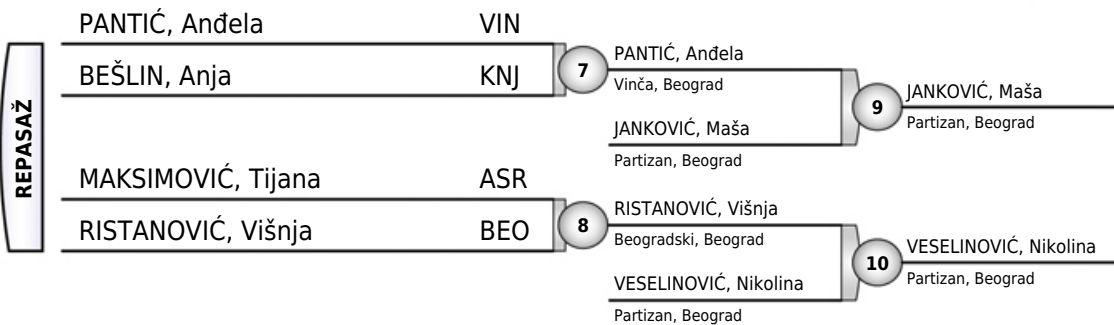 REPASAŽ
PANTIĆ, Anđela VIN
BEŠLIN, Anja KNJ
7
PANTIĆ, Anđela
Vinča, Beograd
JANKOVIĆ, Maša
Partizan, Beograd
9
JANKOVIĆ, Maša
Partizan, Beograd
MAKSIMOVIĆ, Tijana ASR
RISTANOVIĆ, Višnja BEO
8
RISTANOVIĆ, Višnja
Beogradski, Beograd
VESELINOVIĆ, Nikolina
Partizan, Beograd
10
VESELINOVIĆ, Nikolina
Partizan, Beograd